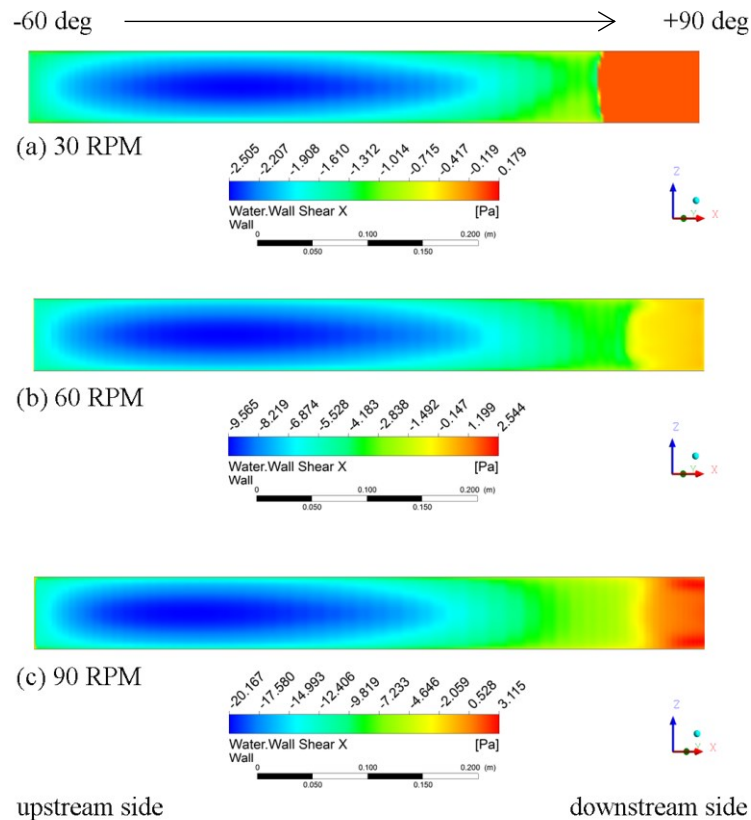 -60 deg +90 deg
(a) 30 RPM
-2.505 -2.207 -1.908 -1.610 -1.312 -1.014 -0.715 -0.417 -0.119 0.179
Water.Wall Shear X [Pa]
Wall
0 0.100 0.200 (m)
0.050 0.150
Z
X
(b) 60 RPM
-9.565 -8.219 -6.874 -5.528 -4.183 -2.838 -1.492 -0.147 1.199 2.544
Water.Wall Shear X [Pa]
Wall
0 0.100 0.200 (m)
0.050 0.150
Z
X
(c) 90 RPM
-20.167 -17.580 -14.993 -12.406 -9.819 -7.233 -4.646 -2.059 0.528 3.115
Water.Wall Shear X [Pa]
Wall
0 0.100 0.200 (m)
0.050 0.150
Z
X
upstream side downstream side